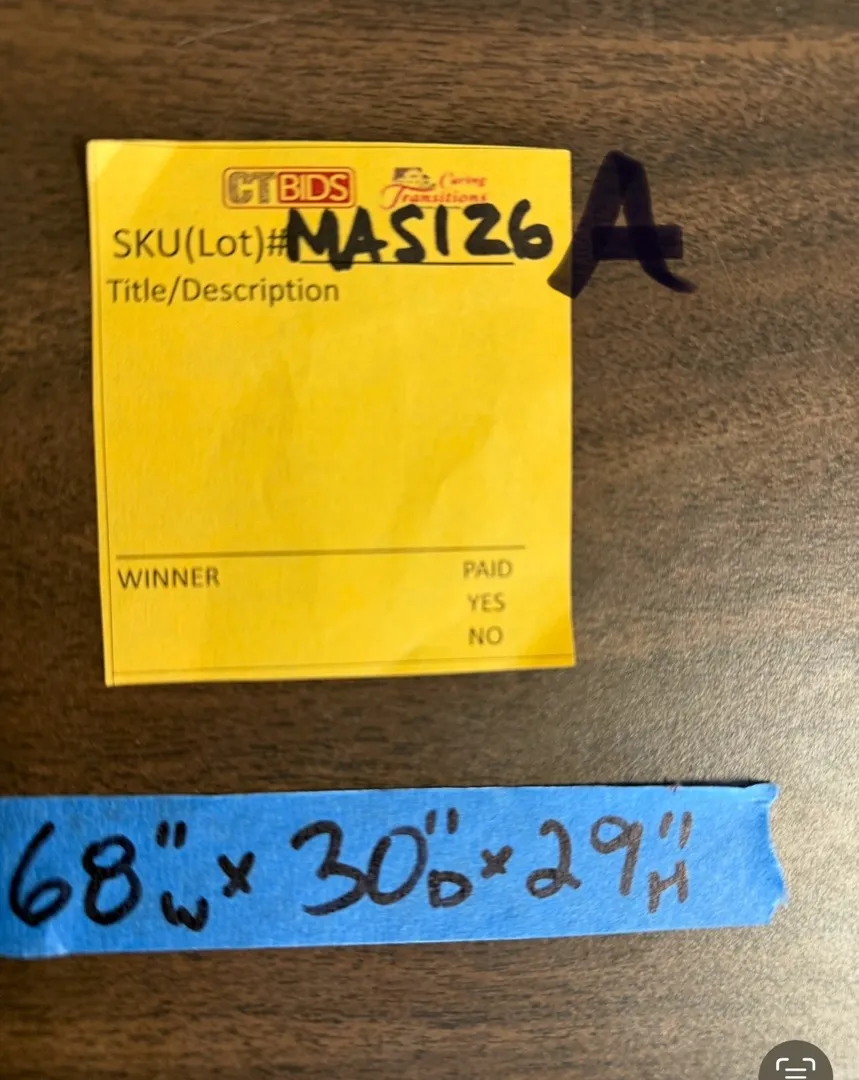 CTBIDS Caring Transitions
SKU(Lot)# MAS126 A
Title/Description
WINNER PAID
YES
NO
68"W x 30"D x 29"H